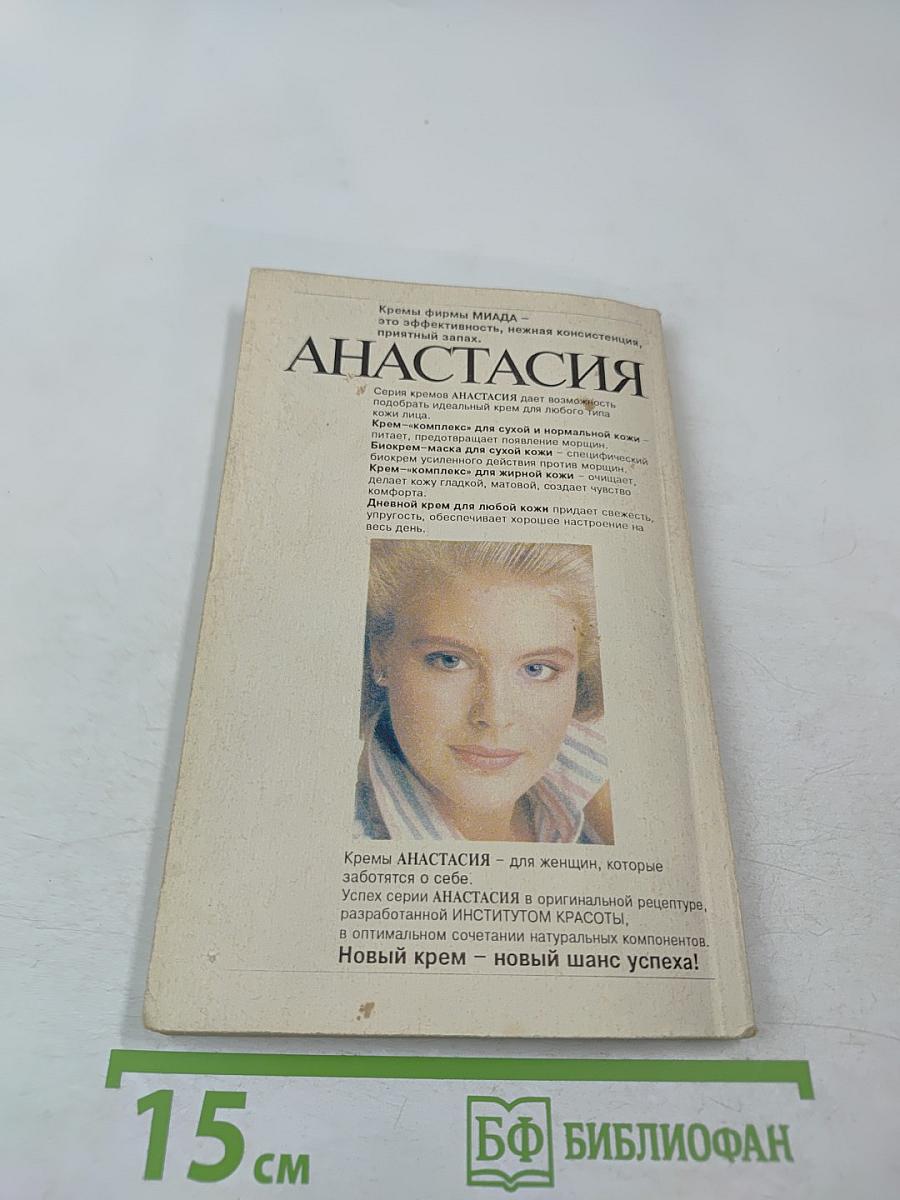 Кремы фирмы МИАДА –
это эффективность, нежная консистенция,
приятный запах.
АНАСТАСИЯ
Серия кремов АНАСТАСИЯ дает возможность
подобрать идеальный крем для любого типа
кожи лица.
Крем–«комплекс» для сухой и нормальной кожи –
питает, предотвращает появление морщин.
Биокрем–маска для сухой кожи – специфический
биокрем усиленного действия против морщин.
Крем–«комплекс» для жирной кожи – очищает,
делает кожу гладкой, матовой, создает чувство
комфорта.
Дневной крем для любой кожи придает свежесть,
упругость, обеспечивает хорошее настроение на
весь день.
Кремы АНАСТАСИЯ – для женщин, которые
заботятся о себе.
Успех серии АНАСТАСИЯ в оригинальной рецептуре,
разработанной ИНСТИТУТОМ КРАСОТЫ,
в оптимальном сочетании натуральных компонентов.
Новый крем – новый шанс успеха!
15 см
БФ БИБЛИОФАН